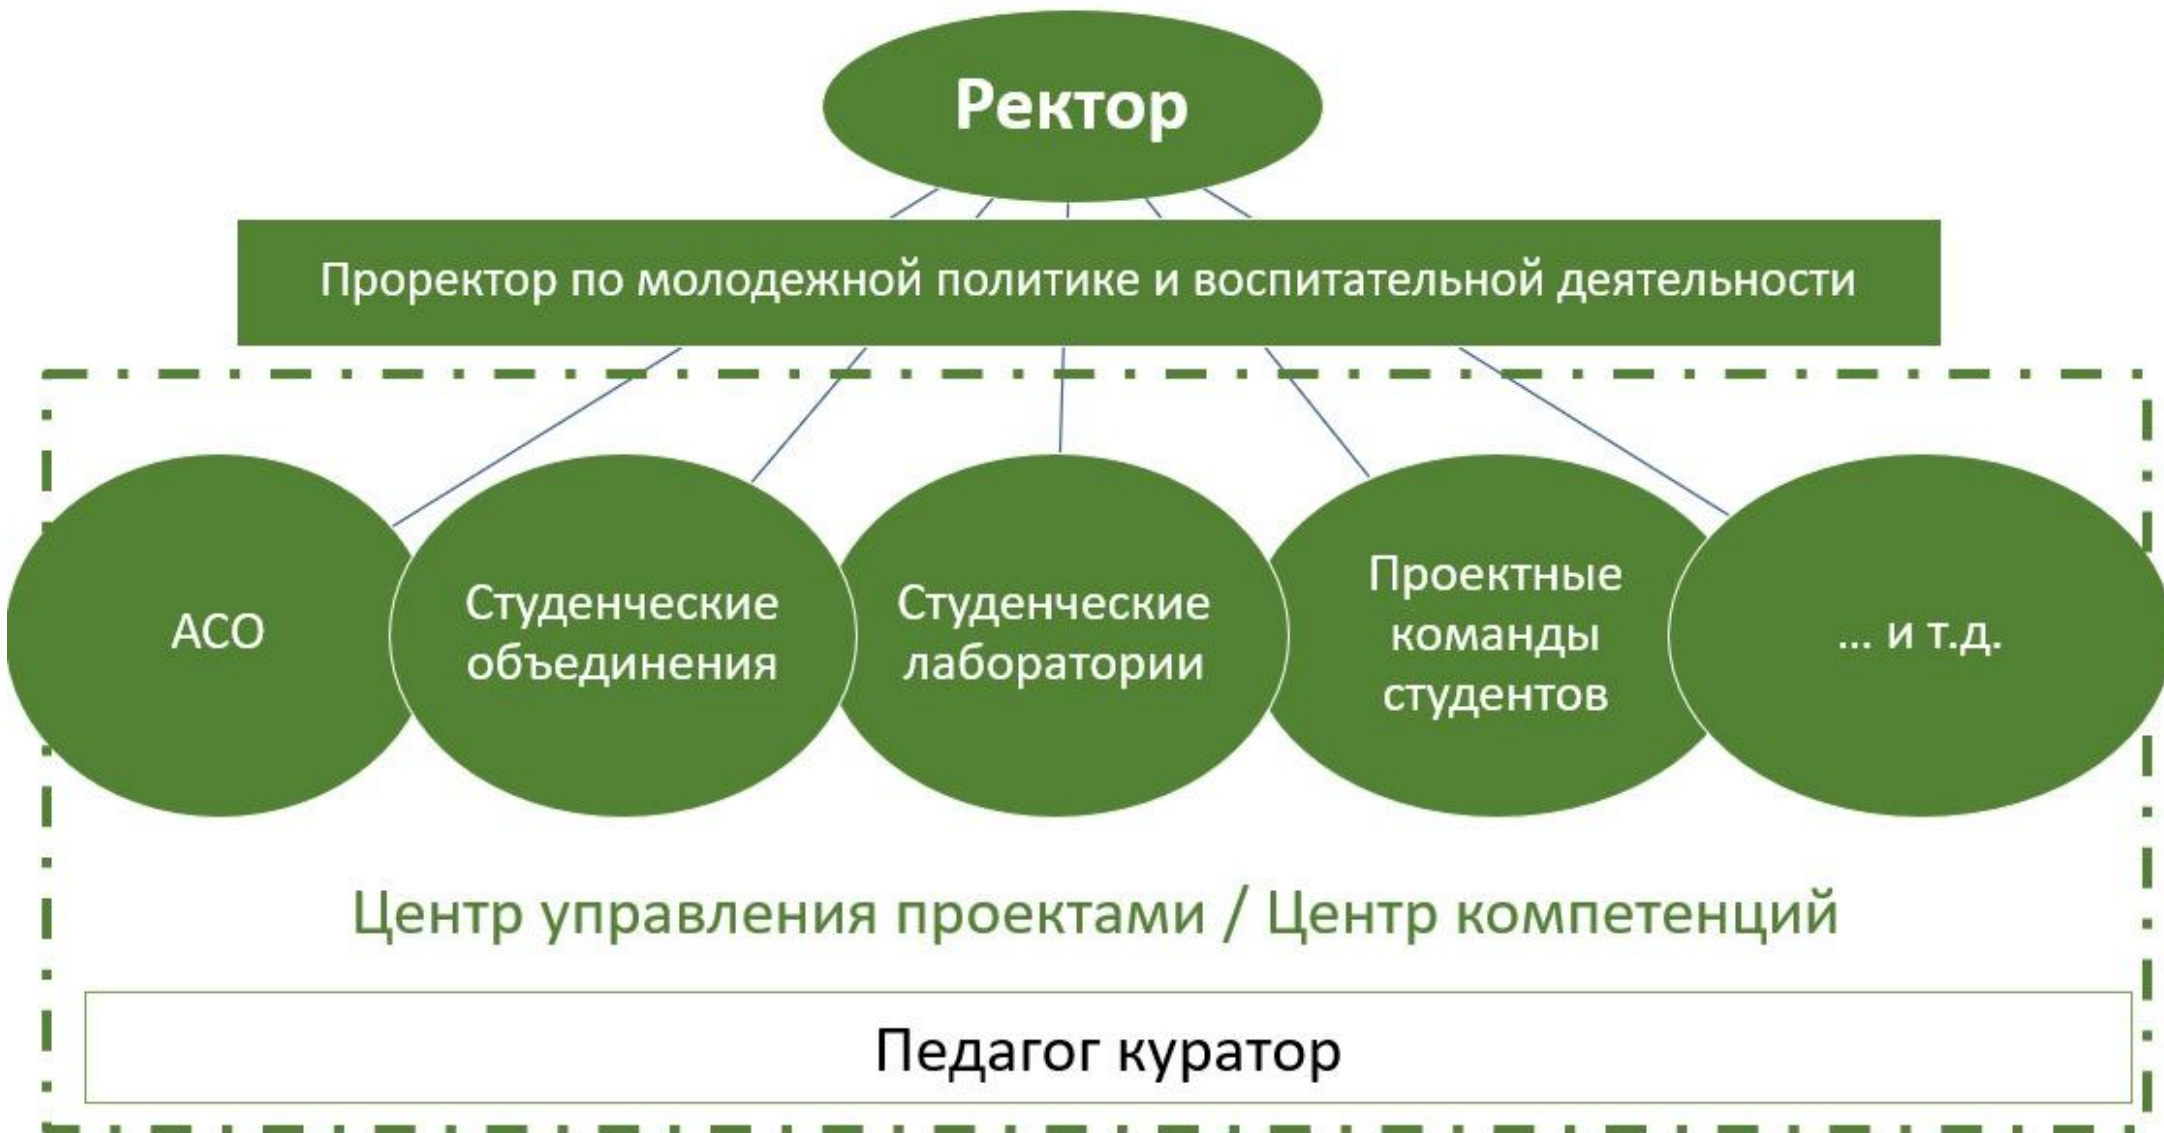 Ректор
Проректор по молодежной политике и воспитательной деятельности
АСО
Студенческие
объединения
Студенческие
лаборатории
Проектные
команды
студентов
... и т.д.
Центр управления проектами / Центр компетенций
Педагог куратор